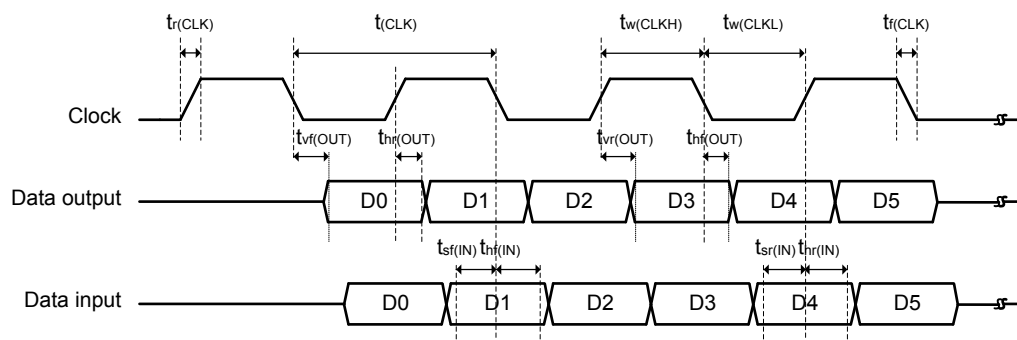 tr(CLK) t(CLK) tw(CLKH) tw(CLKL) tf(CLK)
Clock
tvf(OUT) thr(OUT) tvr(OUT) thf(OUT)
Data output D0 D1 D2 D3 D4 D5
tsf(IN) thf(IN) tsr(IN) thr(IN)
Data input D0 D1 D2 D3 D4 D5